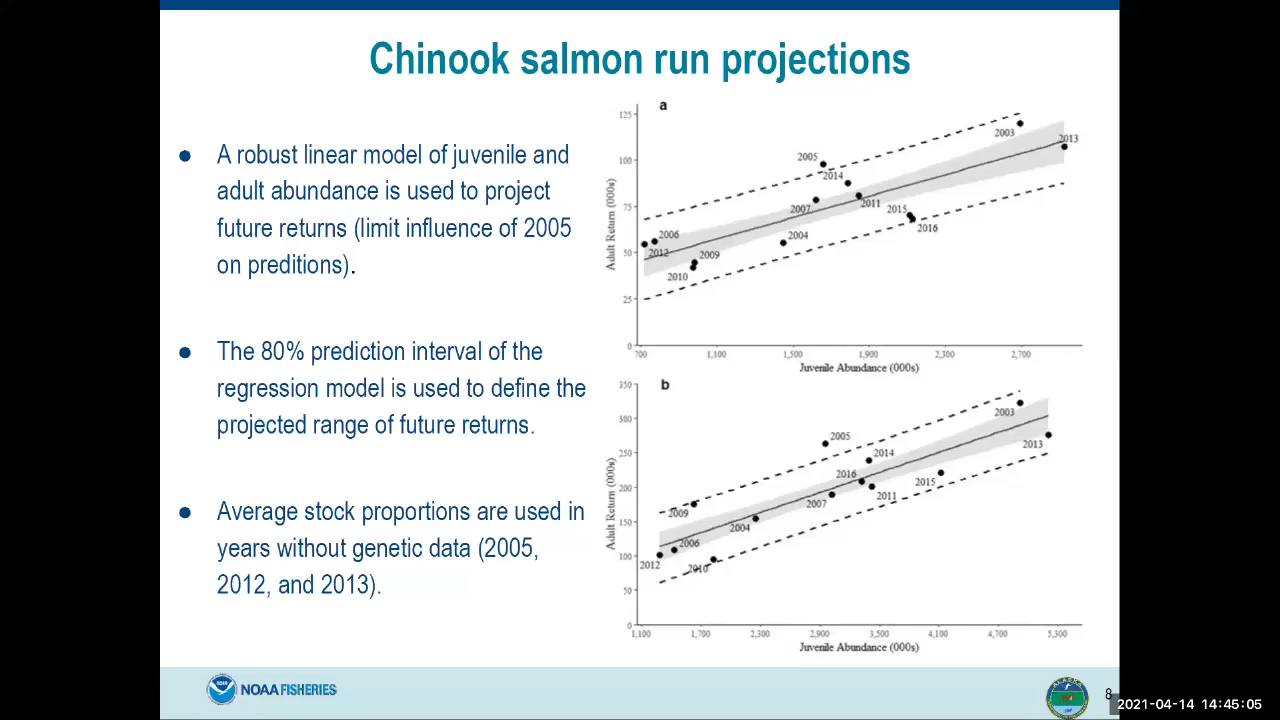 Chinook salmon run projections
● A robust linear model of juvenile and
adult abundance is used to project
future returns (limit influence of 2005
on preditions).
● The 80% prediction interval of the
regression model is used to define the
projected range of future returns.
● Average stock proportions are used in
years without genetic data (2005,
2012, and 2013).
a
125
100
75
50
25
0
Adult Return (000s)
2003
2013
2005
2014
2007
2011
2015
2016
2006
2012
2004
2009
2010
700 1,100 1,500 1,900 2,300 2,700
Juvenile Abundance (000s)
b
350
300
250
200
150
100
50
0
Adult Return (000s)
2003
2013
2005
2014
2016
2015
2011
2007
2009
2004
2006
2012
2010
1,100 1,700 2,300 2,900 3,500 4,100 4,700 5,300
Juvenile Abundance (000s)
NOAA FISHERIES
ALASKA
8
2021-04-14 14:45:05